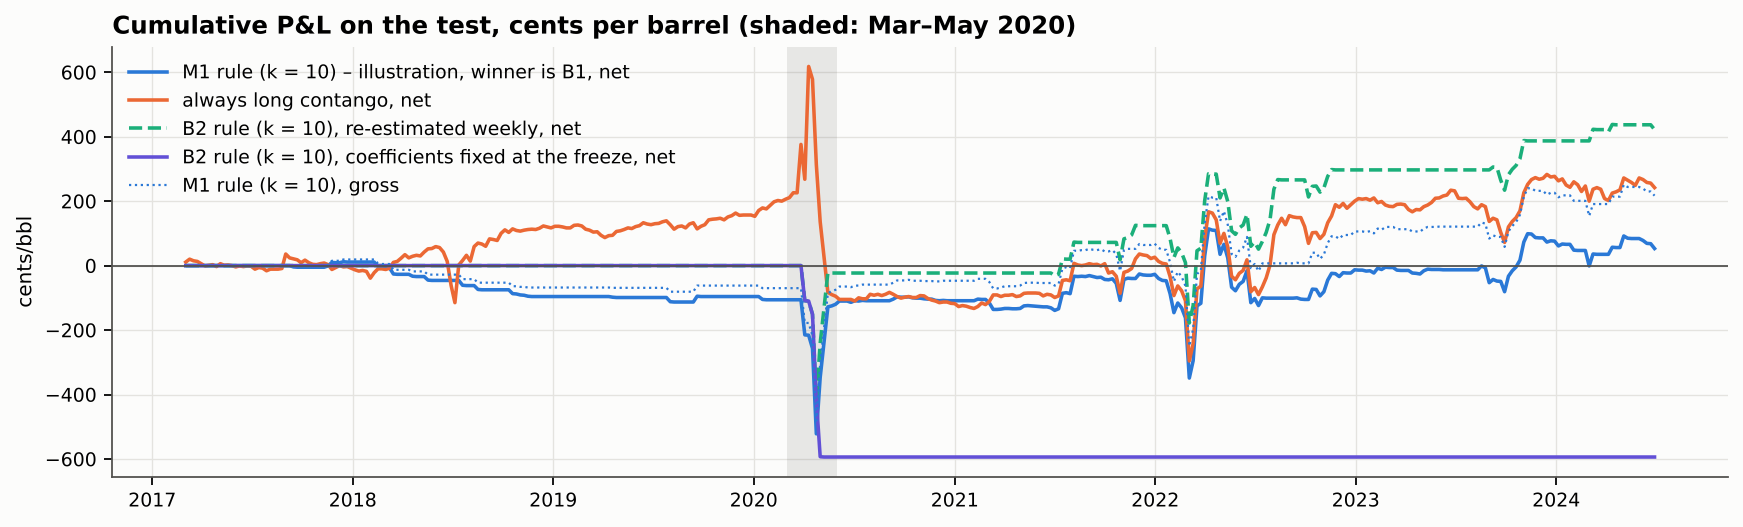 Cumulative P&L on the test, cents per barrel (shaded: Mar–May 2020)
M1 rule (k = 10) – illustration, winner is B1, net
always long contango, net
B2 rule (k = 10), re-estimated weekly, net
B2 rule (k = 10), coefficients fixed at the freeze, net
M1 rule (k = 10), gross
cents/bbl
600
400
200
0
−200
−400
−600
2017 2018 2019 2020 2021 2022 2023 2024